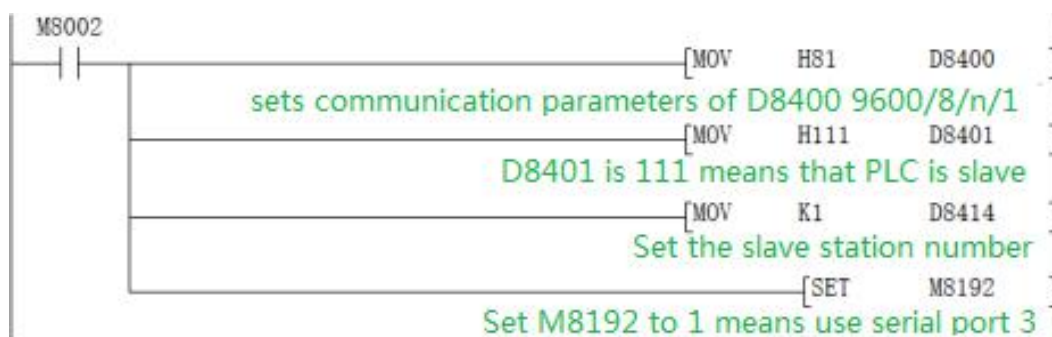 M8002
[MOV H81 D8400
sets communication parameters of D8400 9600/8/n/1
[MOV H111 D8401
D8401 is 111 means that PLC is slave
[MOV K1 D8414
Set the slave station number
[SET M8192
Set M8192 to 1 means use serial port 3